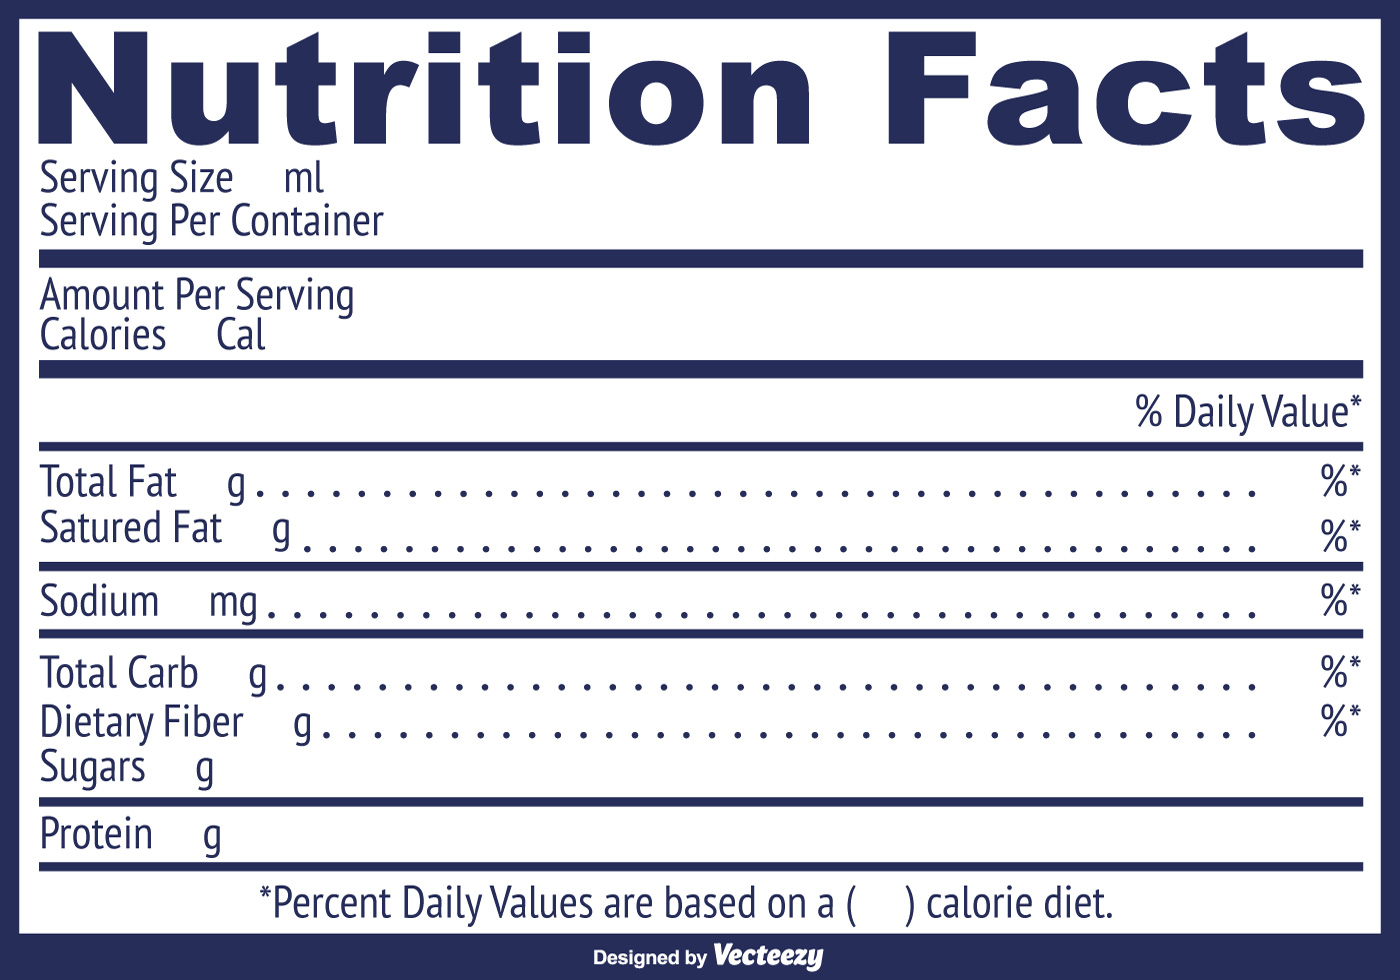 Nutrition Facts
Serving Size ml
Serving Per Container
Amount Per Serving
Calories Cal
% Daily Value*
Total Fat g . . . . . . . . . . . . . . . . . . . . . . . . . . . . . . . . . . . . . . . . %*
Satured Fat g . . . . . . . . . . . . . . . . . . . . . . . . . . . . . . . . . . . . . . %*
Sodium mg . . . . . . . . . . . . . . . . . . . . . . . . . . . . . . . . . . . . . . . %*
Total Carb g . . . . . . . . . . . . . . . . . . . . . . . . . . . . . . . . . . . . . . . %*
Dietary Fiber g . . . . . . . . . . . . . . . . . . . . . . . . . . . . . . . . . . . . . %*
Sugars g
Protein g
*Percent Daily Values are based on a ( ) calorie diet.
Designed by Vecteezy